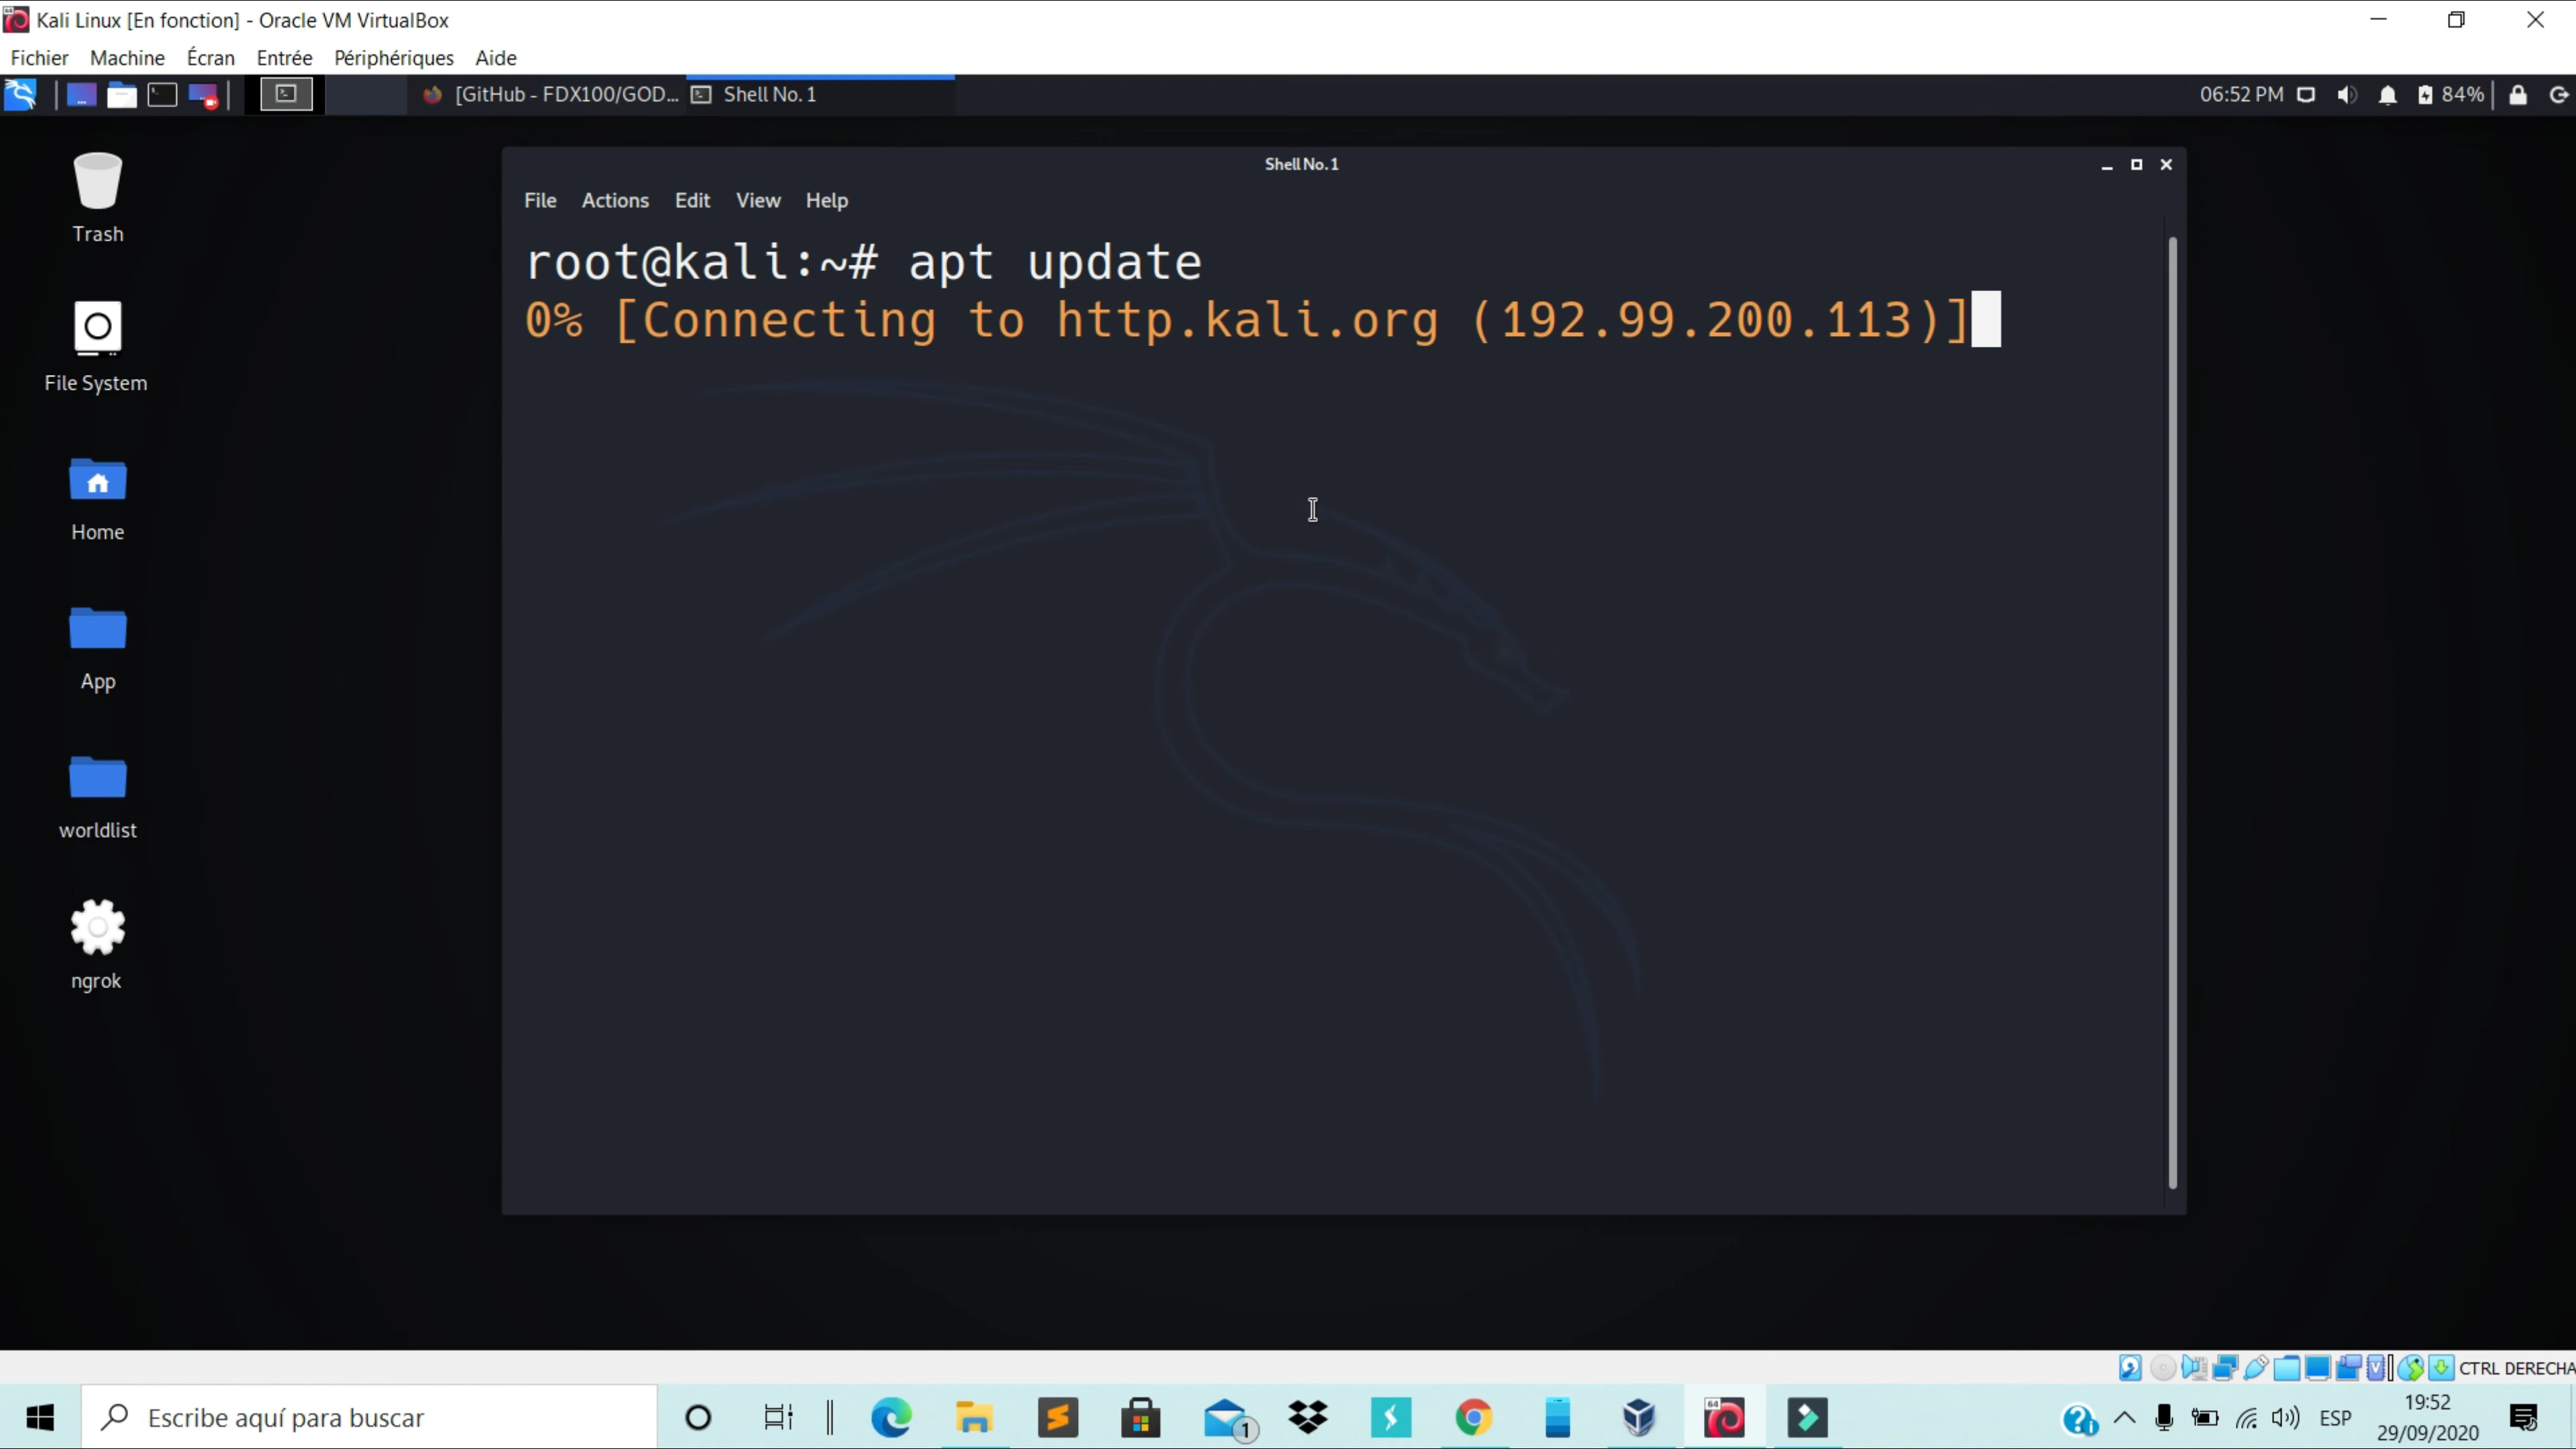 Kali Linux [En fonction] - Oracle VM VirtualBox
Fichier Machine Écran Entrée Périphériques Aide
[GitHub - FDX100/GOD... Shell No. 1 06:52 PM 84%
Shell No. 1
File Actions Edit View Help
root@kali:~# apt update
0% [Connecting to http.kali.org (192.99.200.113)]
Trash
File System
Home
App
worldlist
ngrok
CTRL DERECHA
Escribe aquí para buscar
1
64
ESP
19:52
29/09/2020